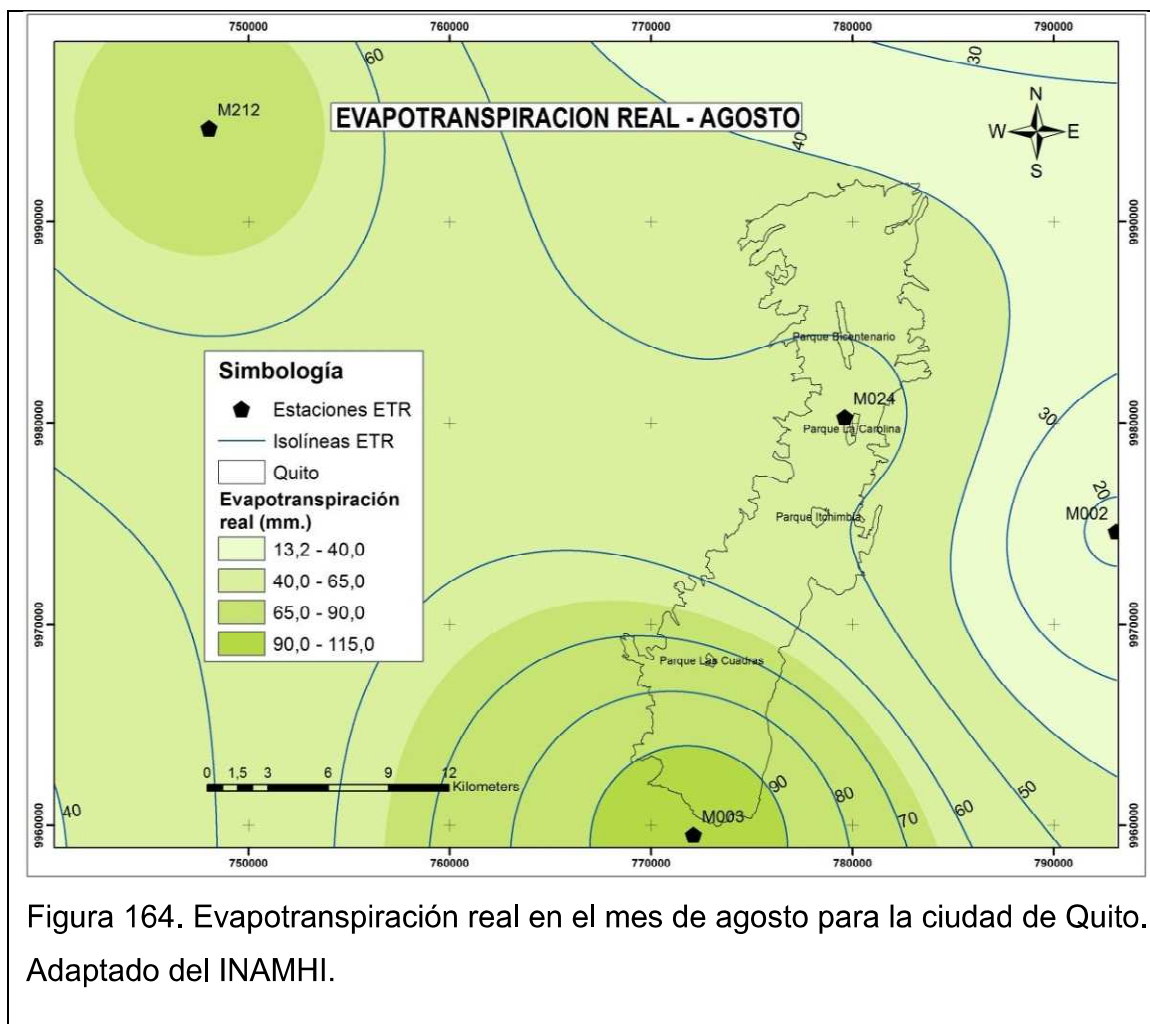 750000 760000 770000 780000 790000
60
30
M212
EVAPOTRANSPIRACION REAL - AGOSTO
40
N
W E
S
9990000 9990000
Parque Bicentenario
Simbología
Estaciones ETR
Isolíneas ETR
Quito
Evapotranspiración
real (mm.)
13,2 - 40,0
40,0 - 65,0
65,0 - 90,0
90,0 - 115,0
M024
Parque La Carolina
30
9980000 9980000
20
M002
Parque Itchimbía
9970000 9970000
Parque Las Cuadras
0 1,5 3 6 9 12
Kilometers
90
80
70
60
50
40
M003
9960000 9960000
750000 760000 770000 780000 790000
Figura 164. Evapotranspiración real en el mes de agosto para la ciudad de Quito.
Adaptado del INAMHI.